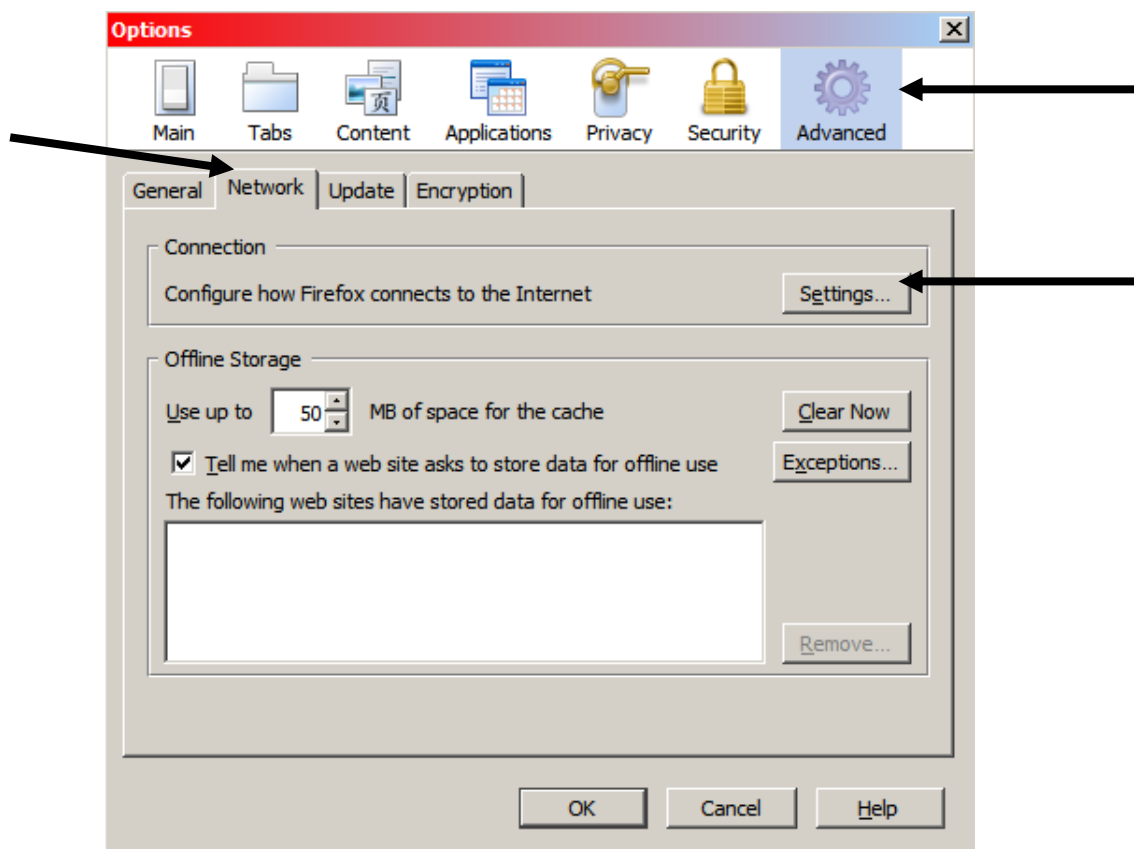 Options
页
Main Tabs Content Applications Privacy Security Advanced
General Network Update Encryption
Connection
Configure how Firefox connects to the Internet Settings...
Offline Storage
Use up to 50 MB of space for the cache Clear Now
Tell me when a web site asks to store data for offline use Exceptions...
The following web sites have stored data for offline use:
Remove...
OK Cancel Help